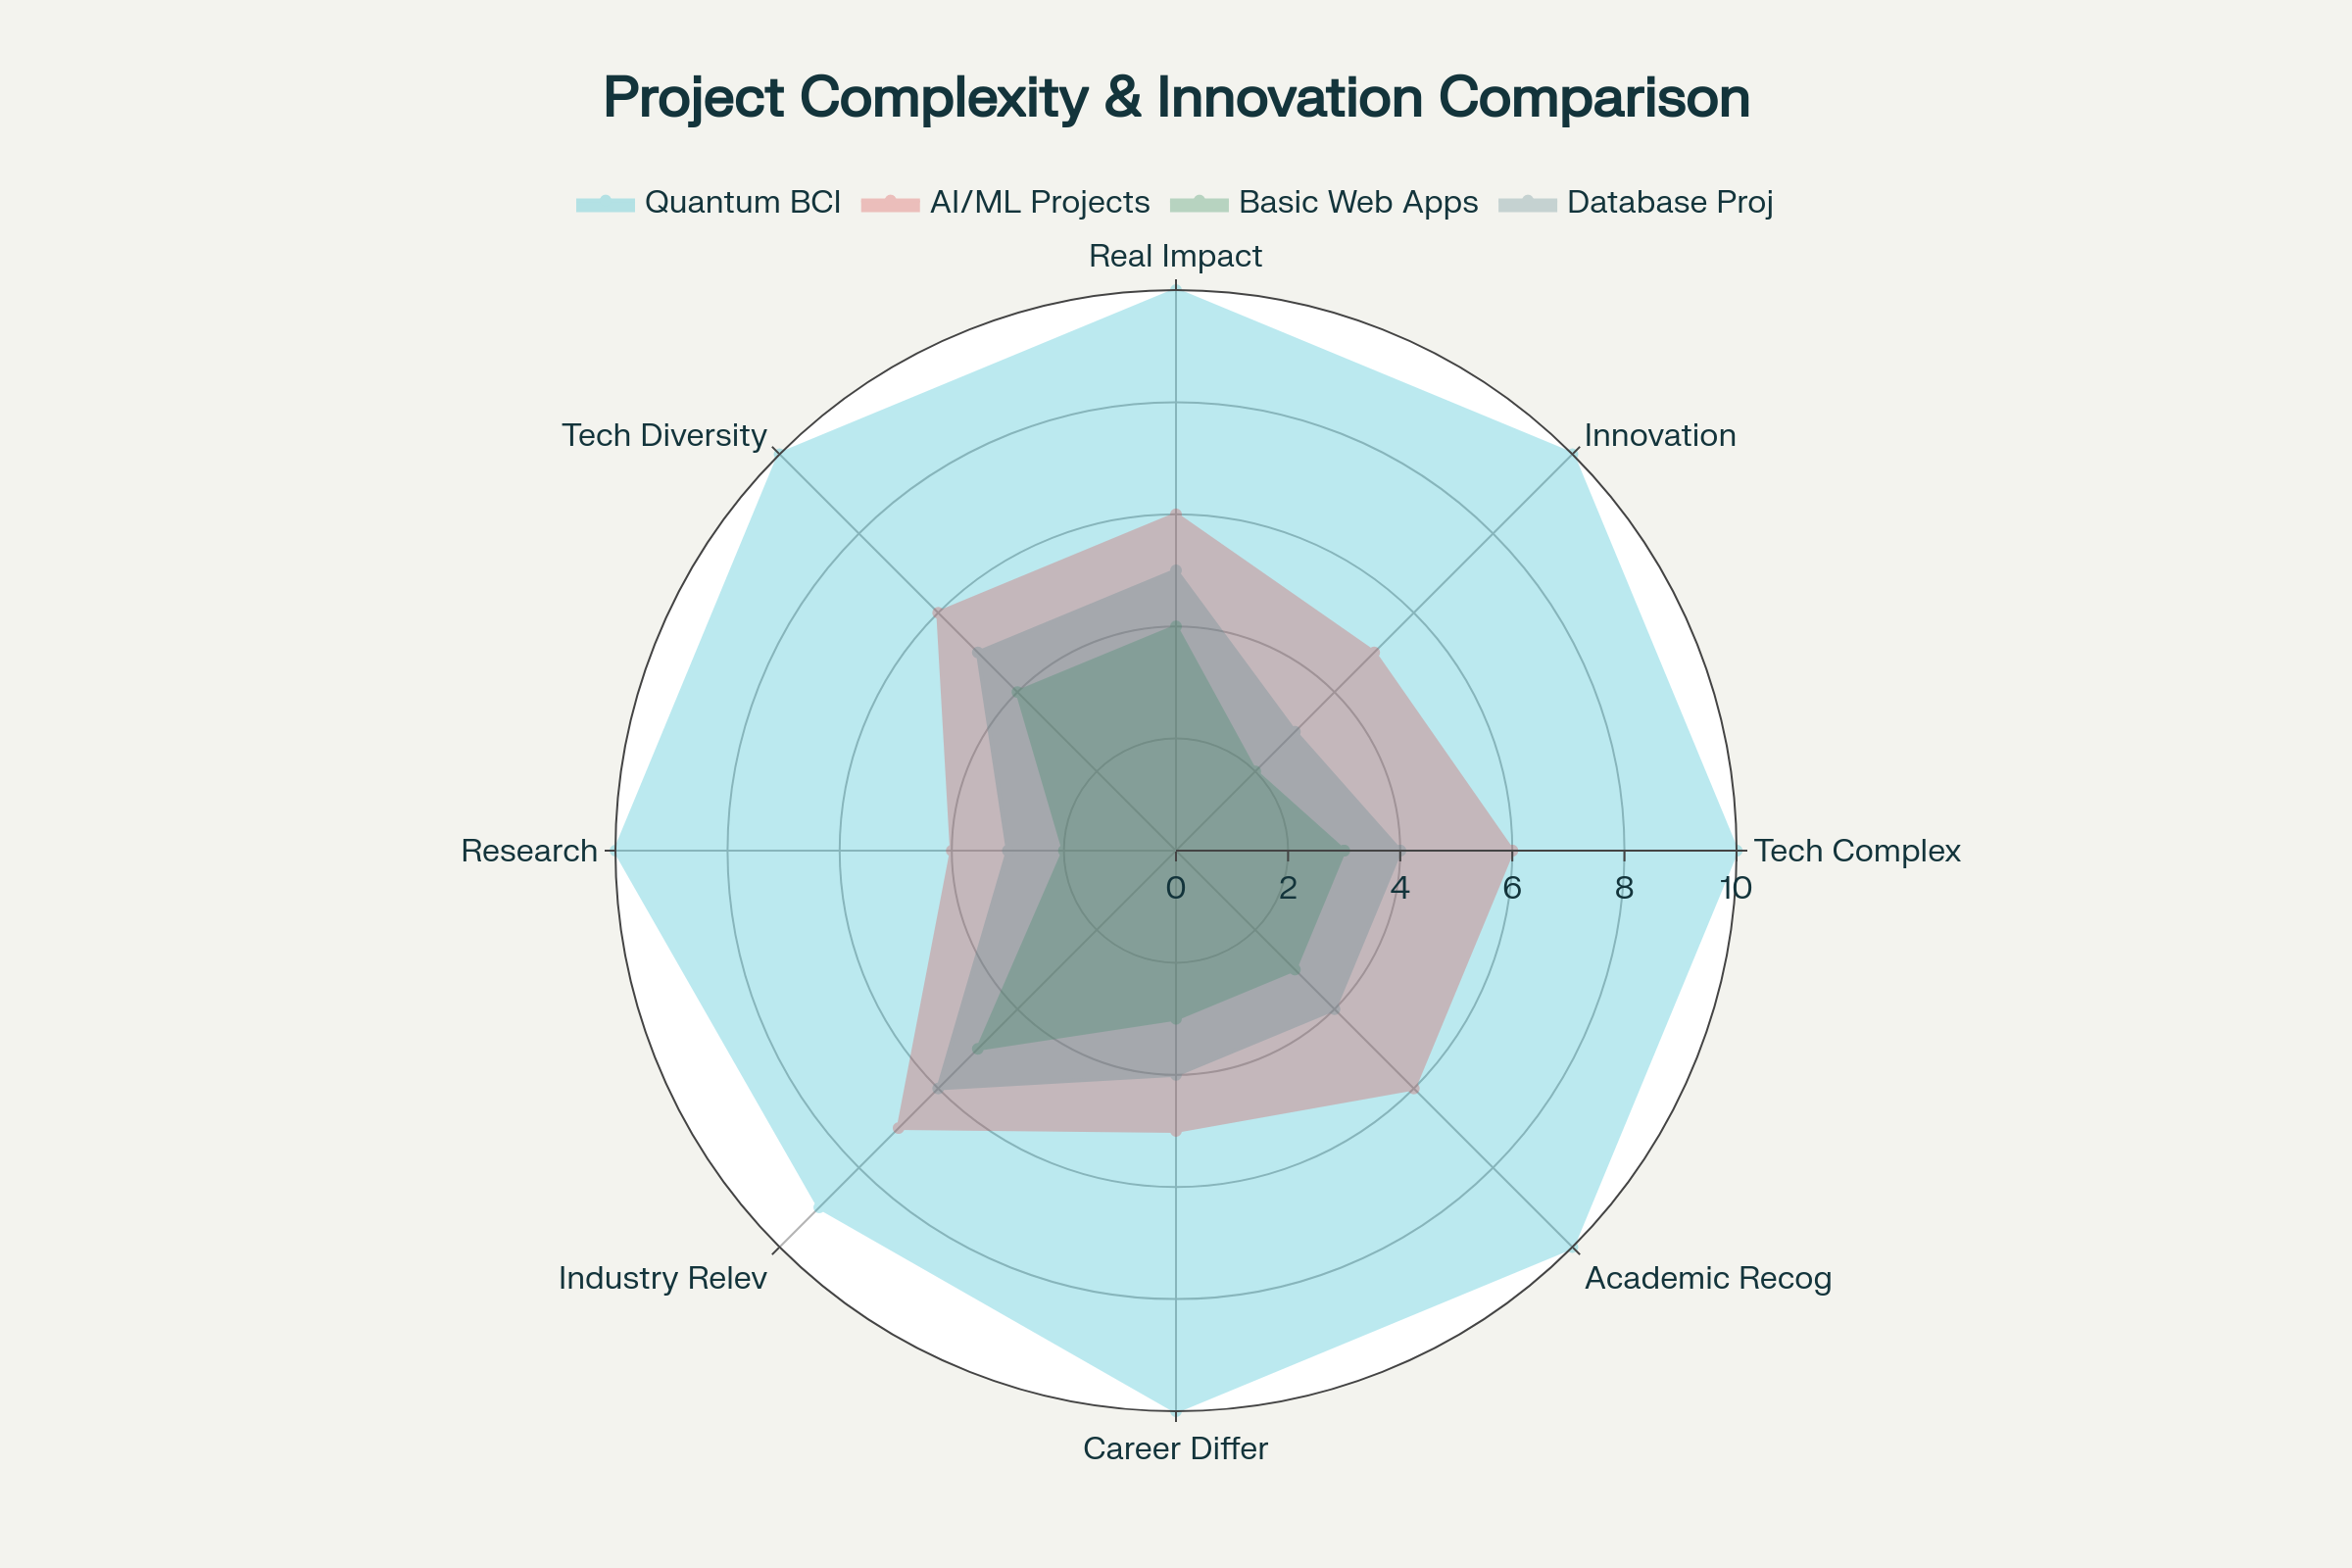 Project Complexity & Innovation Comparison
Quantum BCI AI/ML Projects Basic Web Apps Database Proj
Real Impact
Tech Diversity Innovation
Research Tech Complex
0 2 4 6 8 10
Industry Relev Academic Recog
Career Differ